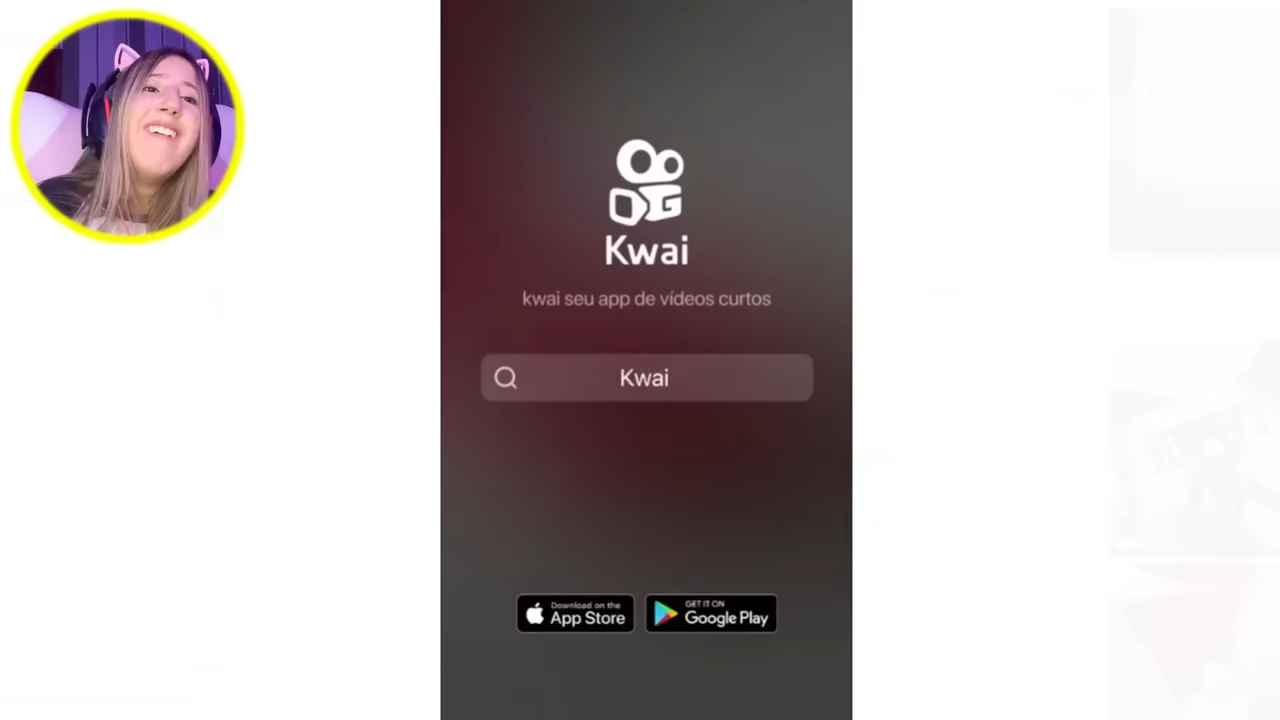 Kwai
kwai seu app de vídeos curtos
Kwai
Download on the
App Store
GET IT ON
Google Play